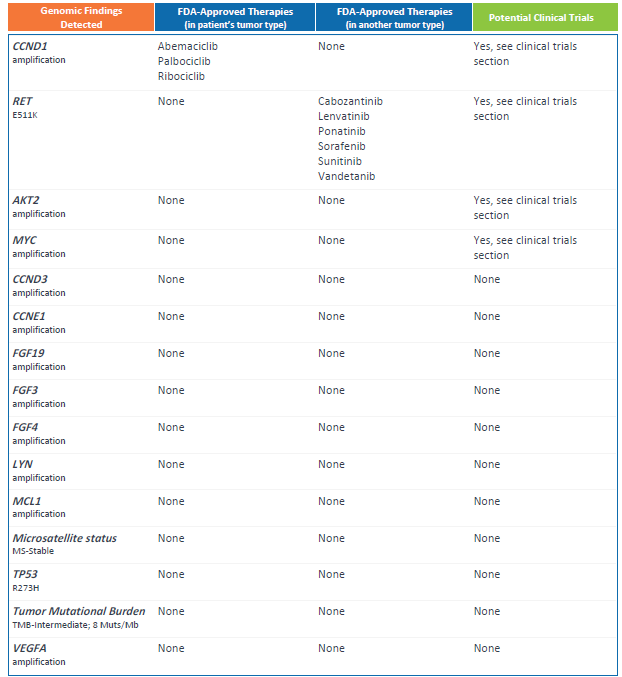 Genomic Findings Detected | FDA-Approved Therapies (in patient's tumor type) | FDA-Approved Therapies (in another tumor type) | Potential Clinical Trials
CCND1 | Abemaciclib | None | Yes, see clinical trials
amplification | Palbociclib | | section
Ribociclib
RET | None | Cabozantinib | Yes, see clinical trials
E511K | | Lenvatinib | section
Ponatinib
Sorafenib
Sunitinib
Vandetanib
AKT2 | None | None | Yes, see clinical trials
amplification | | | section
MYC | None | None | Yes, see clinical trials
amplification | | | section
CCND3 | None | None | None
amplification
CCNE1 | None | None | None
amplification
FGF19 | None | None | None
amplification
FGF3 | None | None | None
amplification
FGF4 | None | None | None
amplification
LYN | None | None | None
amplification
MCL1 | None | None | None
amplification
Microsatellite status | None | None | None
MS-Stable
TP53 | None | None | None
R273H
Tumor Mutational Burden | None | None | None
TMB-Intermediate; 8 Muts/Mb
VEGFA | None | None | None
amplification